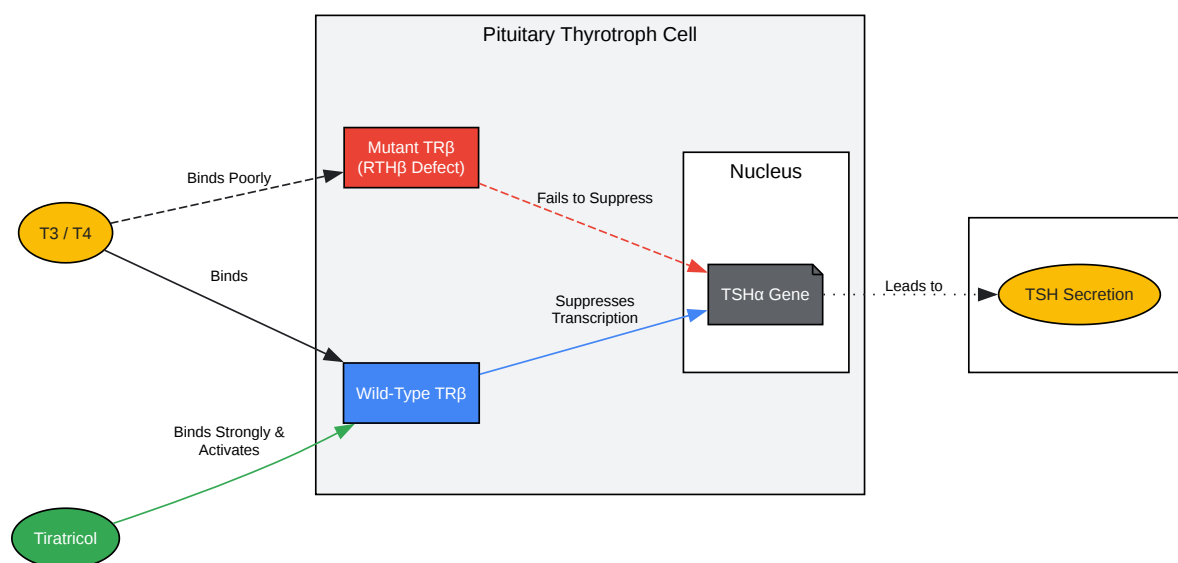 Pituitary Thyrotroph Cell
Mutant TRβ
(RTHβ Defect)
Binds Poorly
Nucleus
Fails to Suppress
T3 / T4
Binds
TSHα Gene
Leads to
TSH Secretion
Suppresses
Transcription
Wild-Type TRβ
Binds Strongly &
Activates
Tiratricol